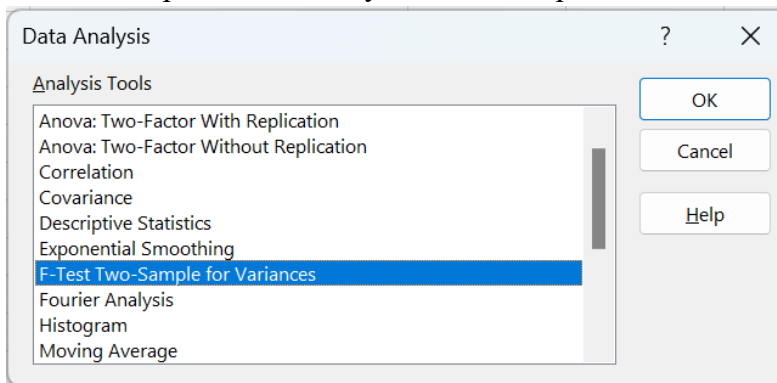 Data Analysis ? X
Analysis Tools
Anova: Two-Factor With Replication
Anova: Two-Factor Without Replication
Correlation
Covariance
Descriptive Statistics
Exponential Smoothing
F-Test Two-Sample for Variances
Fourier Analysis
Histogram
Moving Average
OK
Cancel
Help